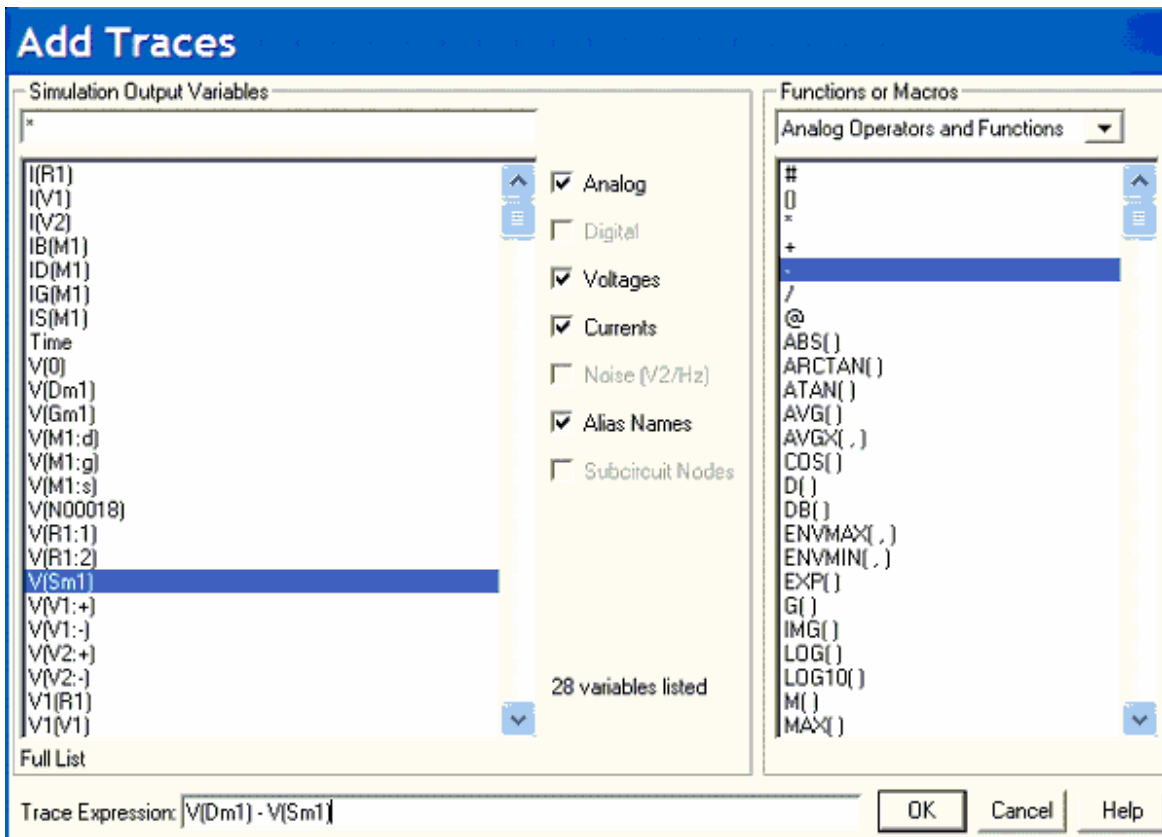 Add Traces
Simulation Output Variables
*
I(R1)
I(V1)
I(V2)
IB(M1)
ID(M1)
IG(M1)
IS(M1)
Time
V(0)
V(Dm1)
V(Gm1)
V(M1:d)
V(M1:g)
V(M1:s)
V(N00018)
V(R1:1)
V(R1:2)
V(Sm1)
V(V1:+)
V(V1:-)
V(V2:+)
V(V2:-)
V1(R1)
V1(V1)
Full List
Analog
Digital
Voltages
Currents
Noise (V2/Hz)
Alias Names
Subcircuit Nodes
28 variables listed
Functions or Macros
Analog Operators and Functions
#
()
*
+
-
/
@
ABS( )
ARCTAN( )
ATAN( )
AVG( )
AVGX( , )
COS( )
D( )
DB( )
ENVMAX( , )
ENVMIN( , )
EXP( )
G( )
IMG( )
LOG( )
LOG10( )
M( )
MAX( )
Trace Expression: V(Dm1) - V(Sm1)
OK
Cancel
Help